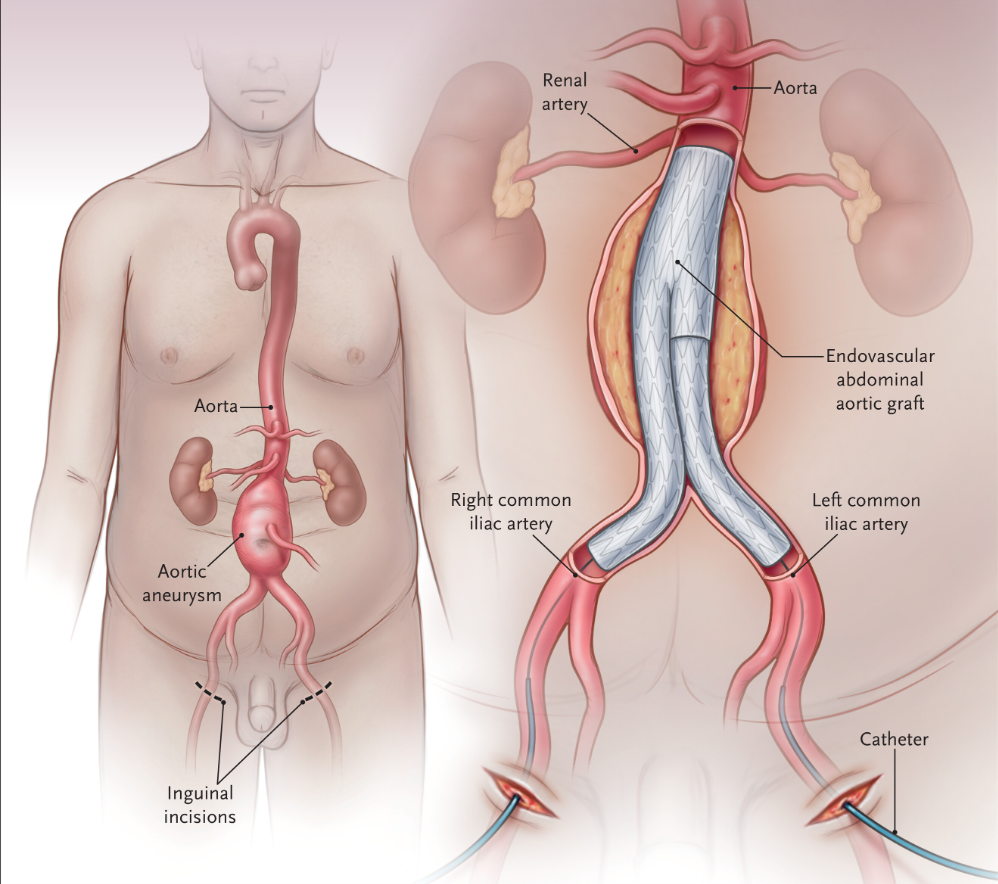 Aorta
Aortic
aneurysm
Inguinal
incisions
Renal
artery
Aorta
Endovascular
abdominal
aortic graft
Right common
iliac artery
Left common
iliac artery
Catheter